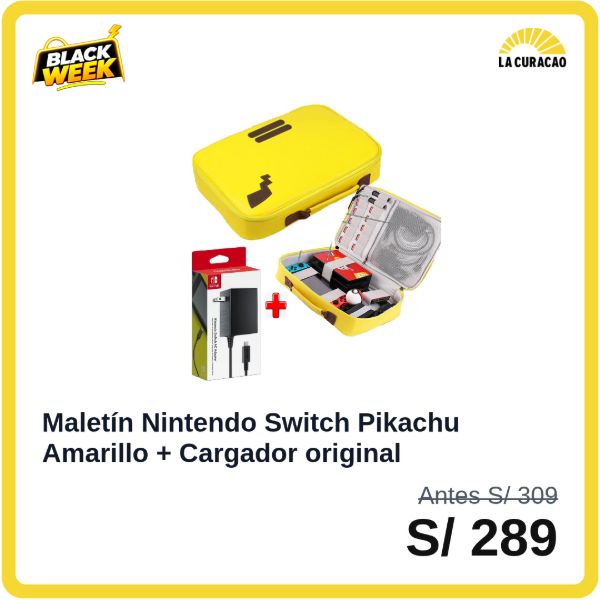 BLACK
WEEK
LA CURACAO
Maletín Nintendo Switch Pikachu
Amarillo + Cargador original
Antes S/ 309
S/ 289